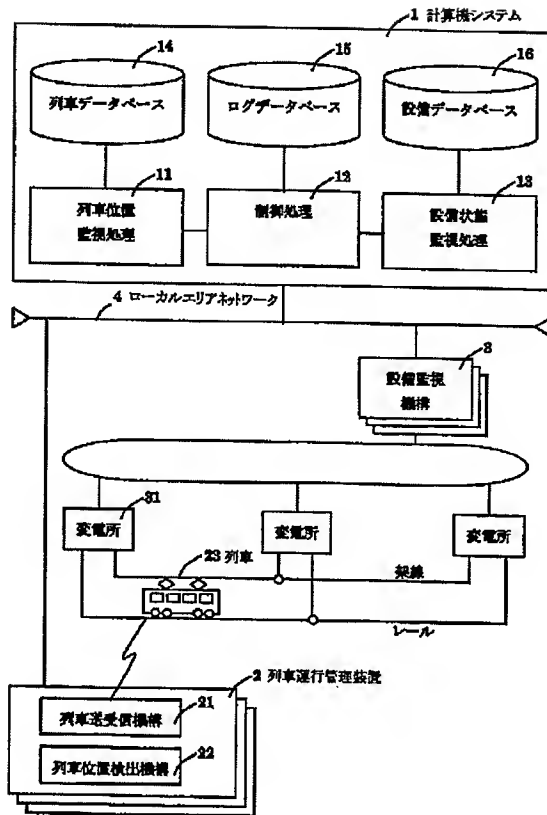 1 計算機システム
14
15
16
列車データベース
ログデータベース
設備データベース
11
12
13
列車位置
監視処理
制御処理
設備状態
監視処理
4 ローカルエリアネットワーク
3
設備監視
機構
31
変電所
変電所
変電所
23 列車
架線
レール
2 列車運行管理装置
列車送受信機構
21
列車位置検出機構
22